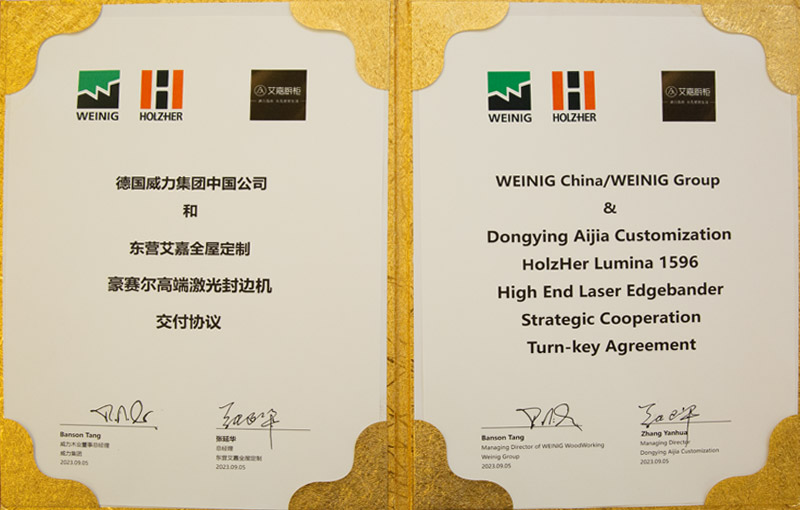 WEINIG
HOLZHER
艾嘉厨柜
德国威力集团中国公司
和
东营艾嘉全屋定制
豪赛尔高端激光封边机
交付协议
Banson Tang
威力木业董事总经理
威力集团
2023.09.05
张延华
总经理
东营艾嘉全屋定制
2023.09.05
WEINIG
HOLZHER
艾嘉厨柜
WEINIG China/WEINIG Group
&
Dongying Aijia Customization
HolzHer Lumina 1596
High End Laser Edgebander
Strategic Cooperation
Turn-key Agreement
Banson Tang
Managing Director of WEINIG WoodWorking
Weinig Group
2023.09.05
Zhang Yanhua
Managing Director
Dongying Aijia Customization
2023.09.05